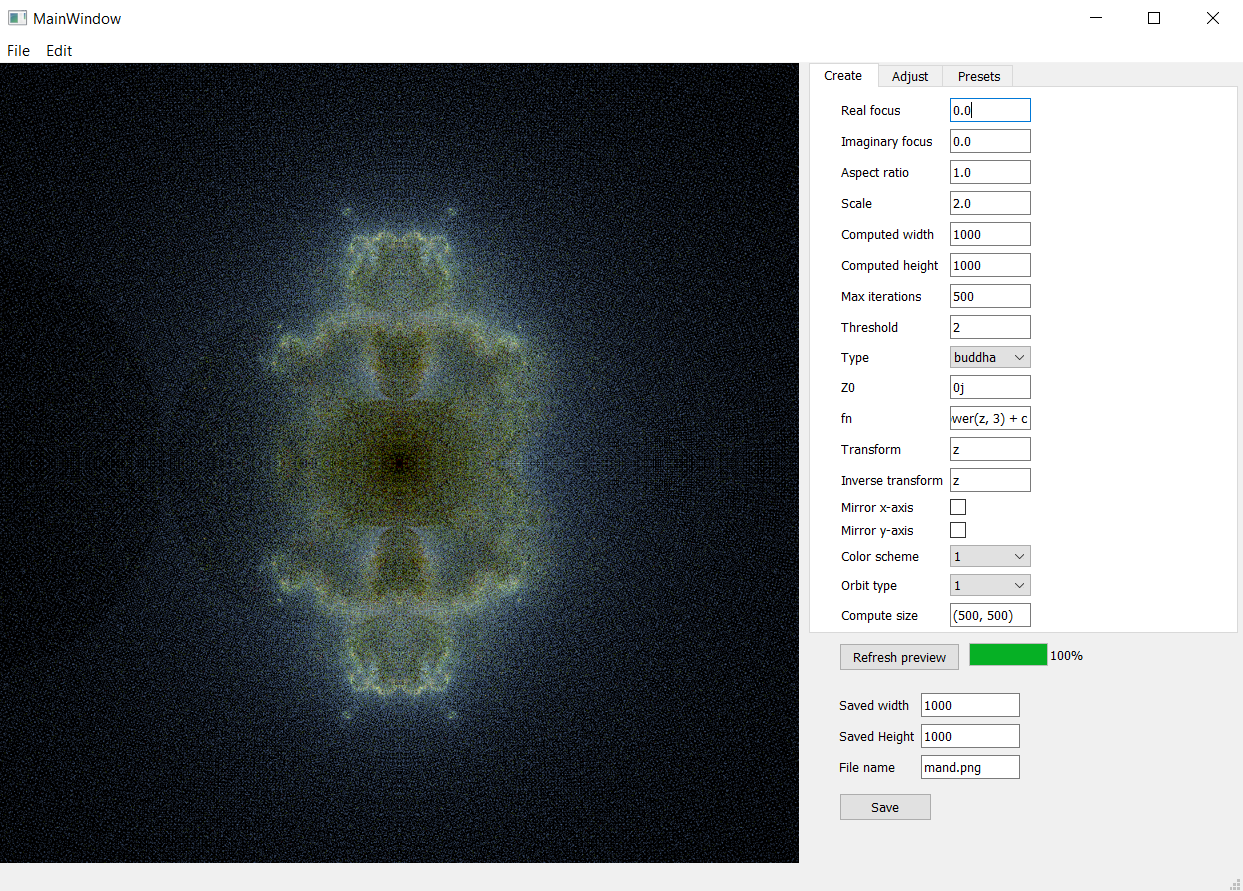 MainWindow
File Edit
Create Adjust Presets
Real focus 0.0
Imaginary focus 0.0
Aspect ratio 1.0
Scale 2.0
Computed width 1000
Computed height 1000
Max iterations 500
Threshold 2
Type buddha
Z0 0j
fn wer(z, 3) + c
Transform z
Inverse transform z
Mirror x-axis
Mirror y-axis
Color scheme 1
Orbit type 1
Compute size (500, 500)
Refresh preview 100%
Saved width 1000
Saved Height 1000
File name mand.png
Save